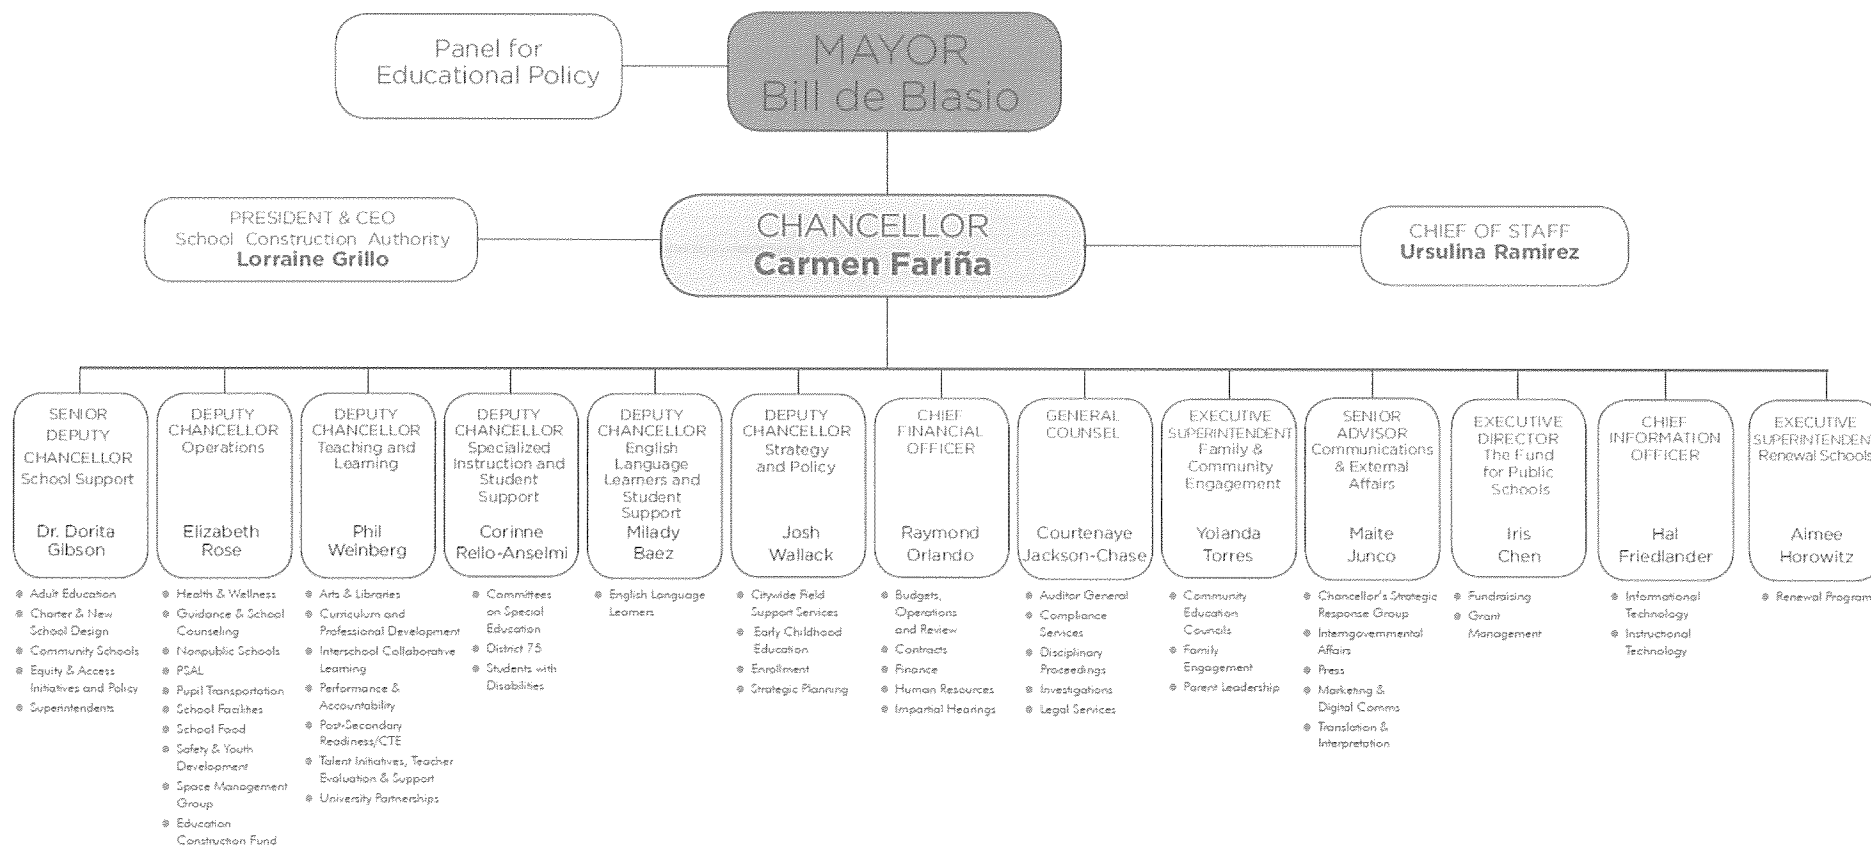 Panel for
Educational Policy
MAYOR
Bill de Blasio
PRESIDENT & CEO
School Construction Authority
Lorraine Grillo
CHANCELLOR
Carmen Fariña
CHIEF OF STAFF
Ursulina Ramirez
SENIOR
DEPUTY
CHANCELLOR
School Support
Dr. Dorita
Gibson
Adult Education
Charter & New
School Design
Community Schools
Equity & Access
Initiatives and Policy
Superintendents
DEPUTY
CHANCELLOR
Operations
Elizabeth
Rose
Health & Wellness
Guidance & School
Counseling
Nonpublic Schools
PSAL
Pupil Transportation
School Facilities
School Food
Safety & Youth
Development
Space Management
Group
Education
Construction Fund
DEPUTY
CHANCELLOR
Teaching and
Learning
Phil
Weinberg
Arts & Libraries
Curriculum and
Professional Development
Interschool Collaborative
Learning
Performance &
Accountability
Post-Secondary
Readiness/CTE
Talent Initiatives, Teacher
Evaluation & Support
University Partnerships
DEPUTY
CHANCELLOR
Specialized
Instruction and
Student
Support
Corinne
Rello-Anselmi
Committees
on Special
Education
District 75
Students with
Disabilities
DEPUTY
CHANCELLOR
English
Language
Learners and
Student
Support
Milady
Baez
English Language
Learners
DEPUTY
CHANCELLOR
Strategy
and Policy
Josh
Wallack
Citywide Field
Support Services
Early Childhood
Education
Enrollment
Strategic Planning
CHIEF
FINANCIAL
OFFICER
Raymond
Orlando
Budgets,
Operations
and Review
Contracts
Finance
Human Resources
Impartial Hearings
GENERAL
COUNSEL
Courtenaye
Jackson-Chase
Auditor General
Compliance
Services
Disciplinary
Proceedings
Investigations
Legal Services
EXECUTIVE
SUPERINTENDENT
Family &
Community
Engagement
Yolanda
Torres
Community
Education
Councils
Family
Engagement
Parent Leadership
SENIOR
ADVISOR
Communications
& External
Affairs
Maite
Junco
Chancellor's Strategic
Response Group
Intergovernmental
Affairs
Press
Marketing &
Digital Comms
Translation &
Interpretation
EXECUTIVE
DIRECTOR
The Fund
for Public
Schools
Iris
Chen
Fundraising
Grant
Management
CHIEF
INFORMATION
OFFICER
Hal
Friedlander
Informational
Technology
Instructional
Technology
EXECUTIVE
SUPERINTENDENT
Renewal Schools
Aimee
Horowitz
Renewal Program